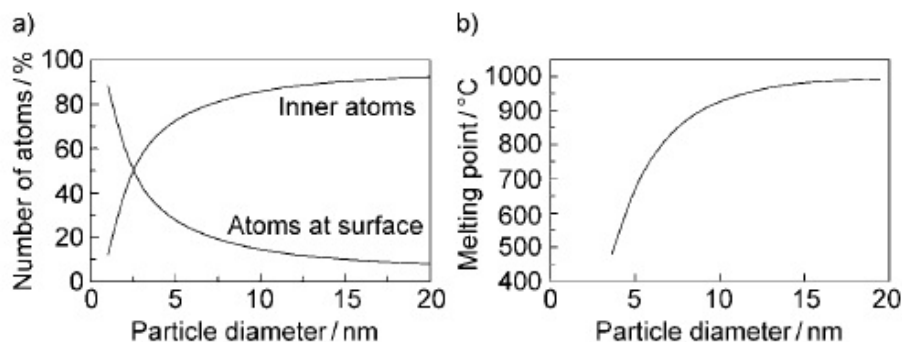 a)
Number of atoms / %
100
80
60
40
20
0
Inner atoms
Atoms at surface
0 5 10 15 20
Particle diameter / nm
b)
Melting point / °C
1000
900
800
700
600
500
400
0 5 10 15 20
Particle diameter / nm